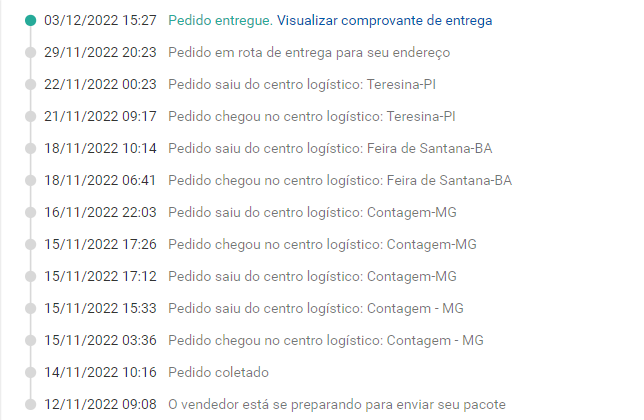 03/12/2022 15:27 Pedido entregue. Visualizar comprovante de entrega
29/11/2022 20:23 Pedido em rota de entrega para seu endereço
22/11/2022 00:23 Pedido saiu do centro logístico: Teresina-PI
21/11/2022 09:17 Pedido chegou no centro logístico: Teresina-PI
18/11/2022 10:14 Pedido saiu do centro logístico: Feira de Santana-BA
18/11/2022 06:41 Pedido chegou no centro logístico: Feira de Santana-BA
16/11/2022 22:03 Pedido saiu do centro logístico: Contagem-MG
15/11/2022 17:26 Pedido chegou no centro logístico: Contagem-MG
15/11/2022 17:12 Pedido saiu do centro logístico: Contagem-MG
15/11/2022 15:33 Pedido saiu do centro logístico: Contagem - MG
15/11/2022 03:36 Pedido chegou no centro logístico: Contagem - MG
14/11/2022 10:16 Pedido coletado
12/11/2022 09:08 O vendedor está se preparando para enviar seu pacote